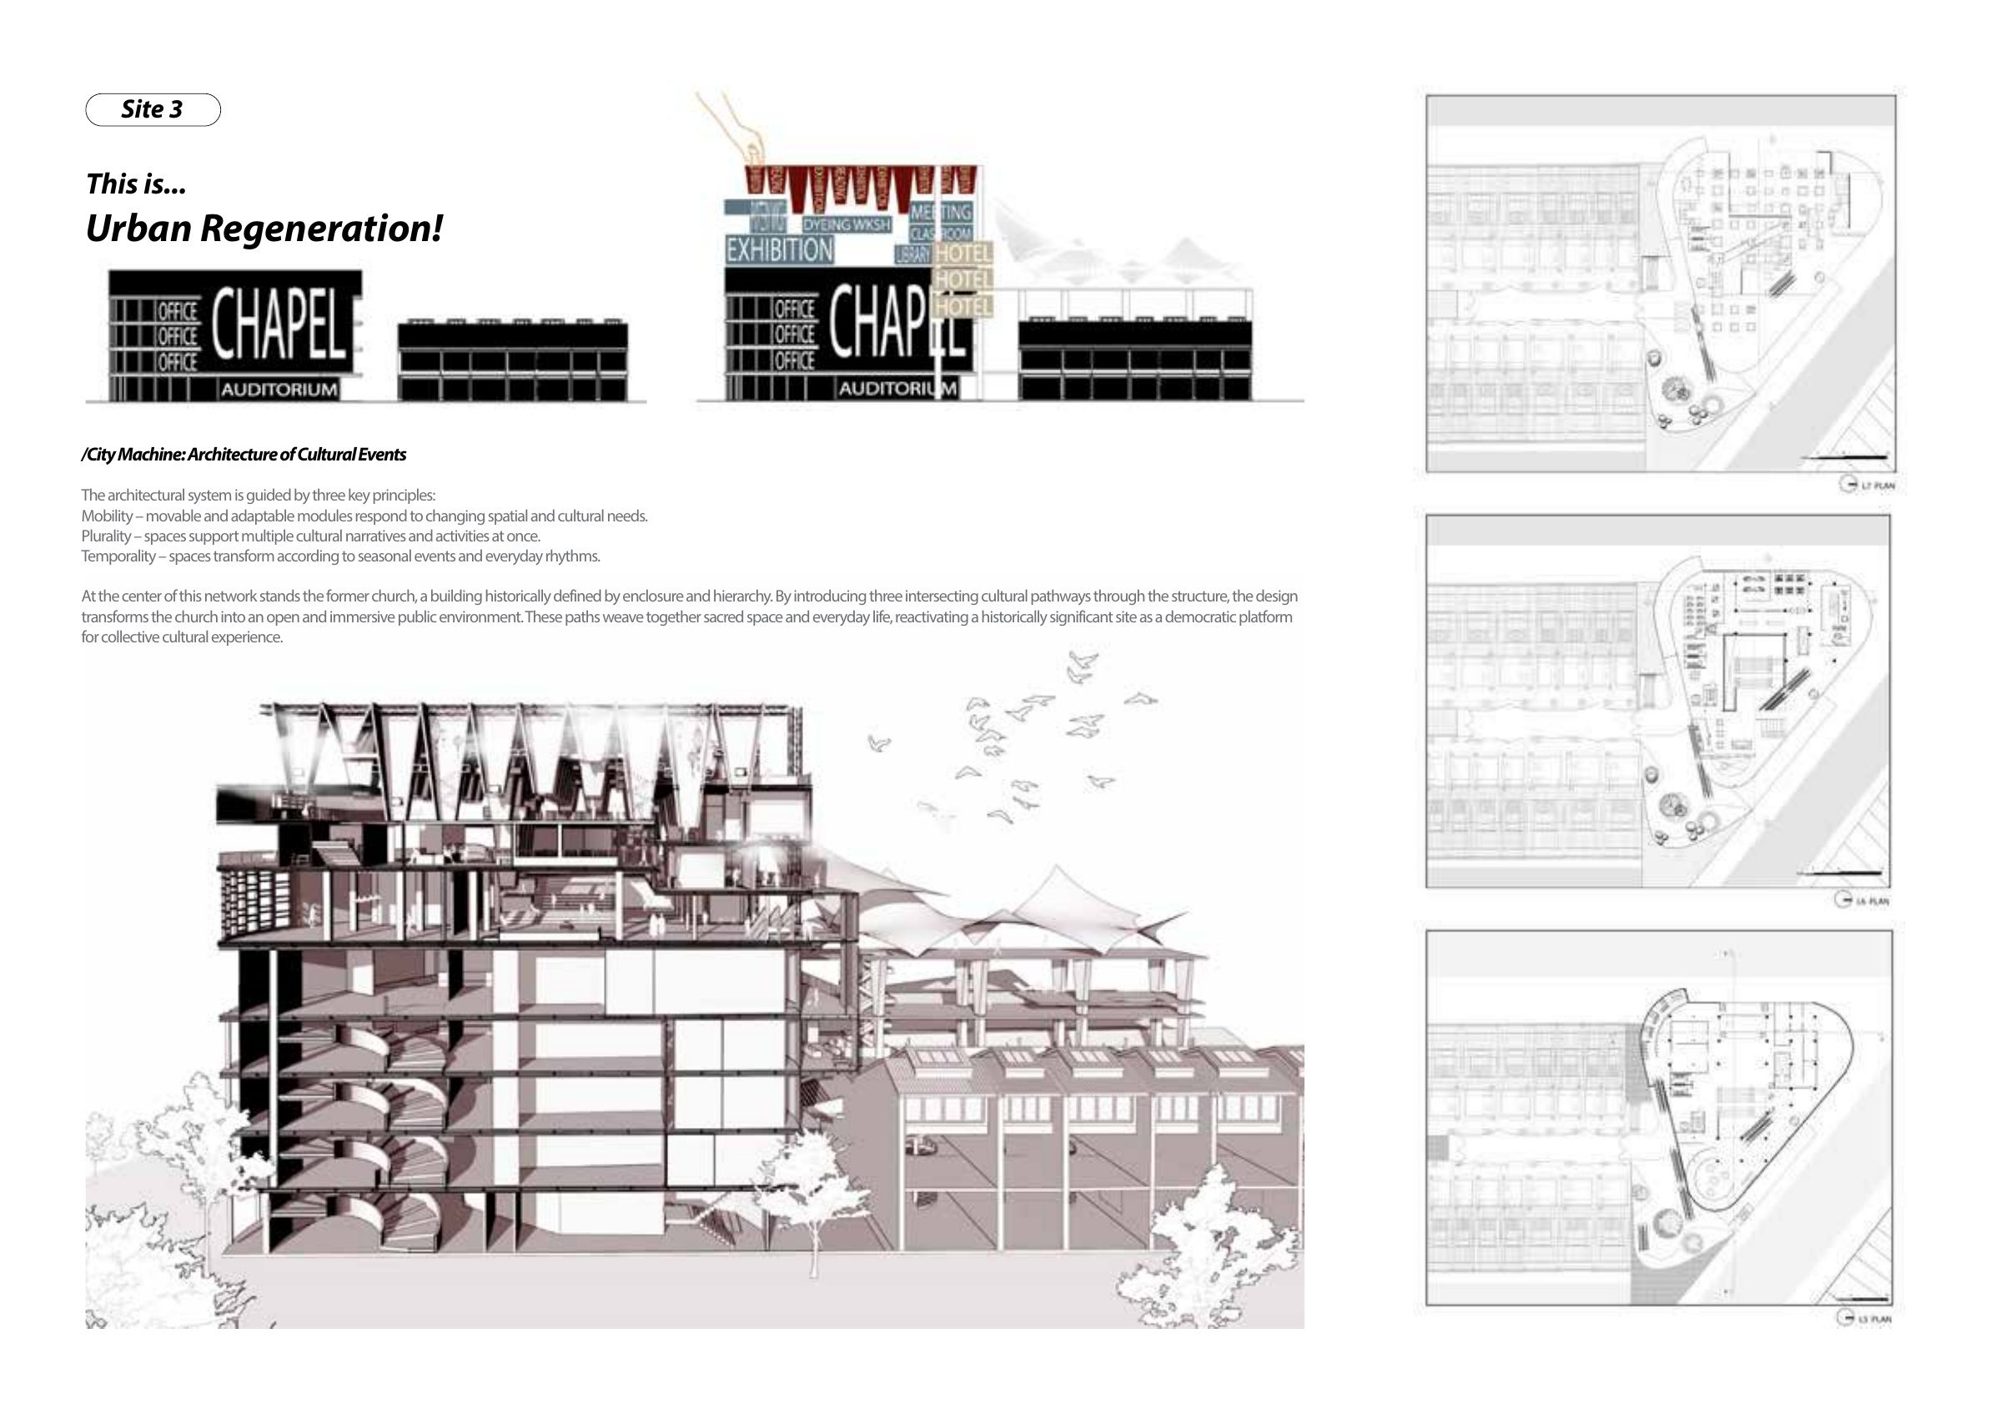 Site 3
This is...
Urban Regeneration!
OFFICE
OFFICE
OFFICE
CHAPEL
AUDITORIUM
DYEING WKSH
MEETING
CLASSROOM
EXHIBITION
LIBRARY
HOTEL
HOTEL
HOTEL
OFFICE
OFFICE
OFFICE
CHAPEL
AUDITORIUM
/City Machine: Architecture of Cultural Events
The architectural system is guided by three key principles:
Mobility – movable and adaptable modules respond to changing spatial and cultural needs.
Plurality – spaces support multiple cultural narratives and activities at once.
Temporality – spaces transform according to seasonal events and everyday rhythms.
At the center of this network stands the former church, a building historically defined by enclosure and hierarchy. By introducing three intersecting cultural pathways through the structure, the design
transforms the church into an open and immersive public environment. These paths weave together sacred space and everyday life, reactivating a historically significant site as a democratic platform
for collective cultural experience.
L7 PLAN
L6 PLAN
PLAN